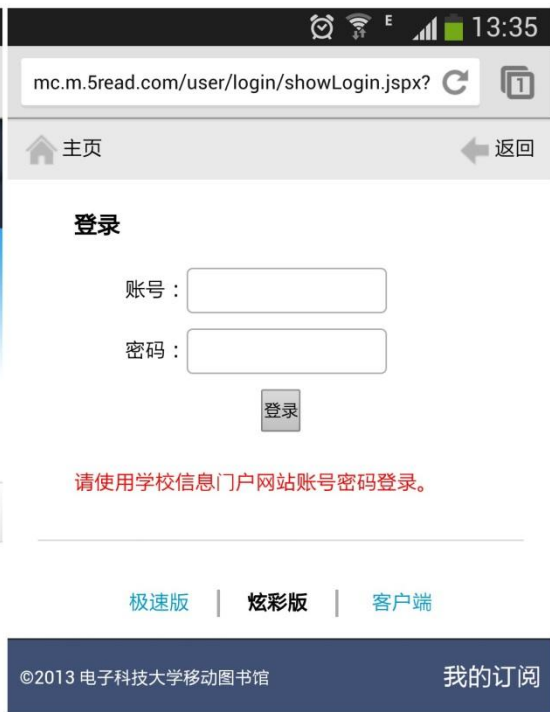 E 13:35
mc.m.5read.com/user/login/showLogin.jspx? 1
主页 返回
登录
账号：
密码：
登录
请使用学校信息门户网站账号密码登录。
极速版 | 炫彩版 | 客户端
©2013 电子科技大学移动图书馆 我的订阅